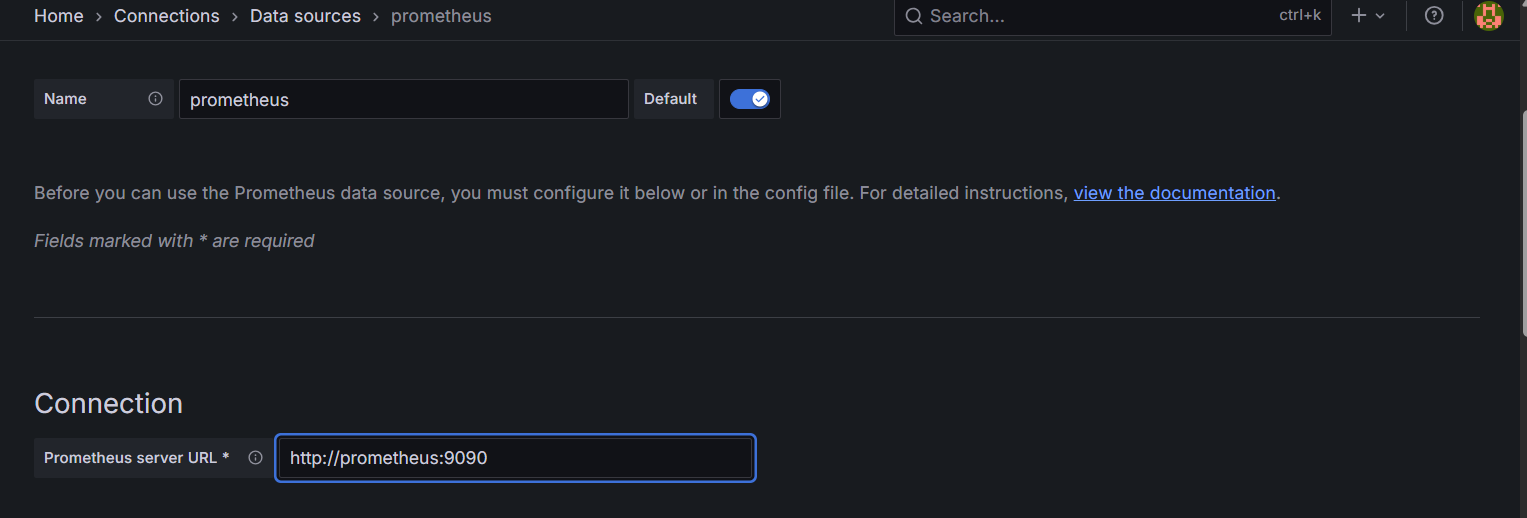 Home › Connections › Data sources › prometheus Search... ctrl+k
Name prometheus Default
Before you can use the Prometheus data source, you must configure it below or in the config file. For detailed instructions, view the documentation.
Fields marked with * are required
Connection
Prometheus server URL * http://prometheus:9090